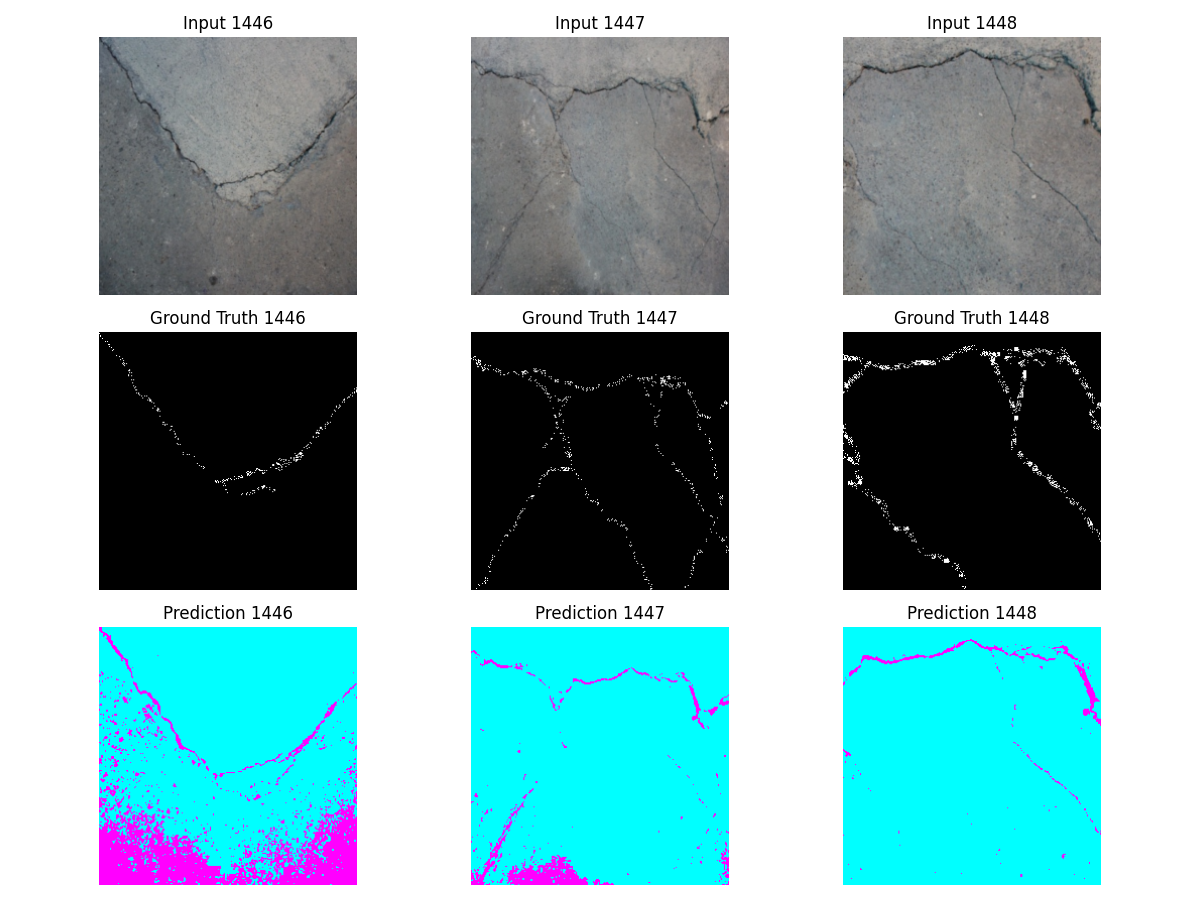 Input 1446
Input 1447
Input 1448
Ground Truth 1446
Ground Truth 1447
Ground Truth 1448
Prediction 1446
Prediction 1447
Prediction 1448